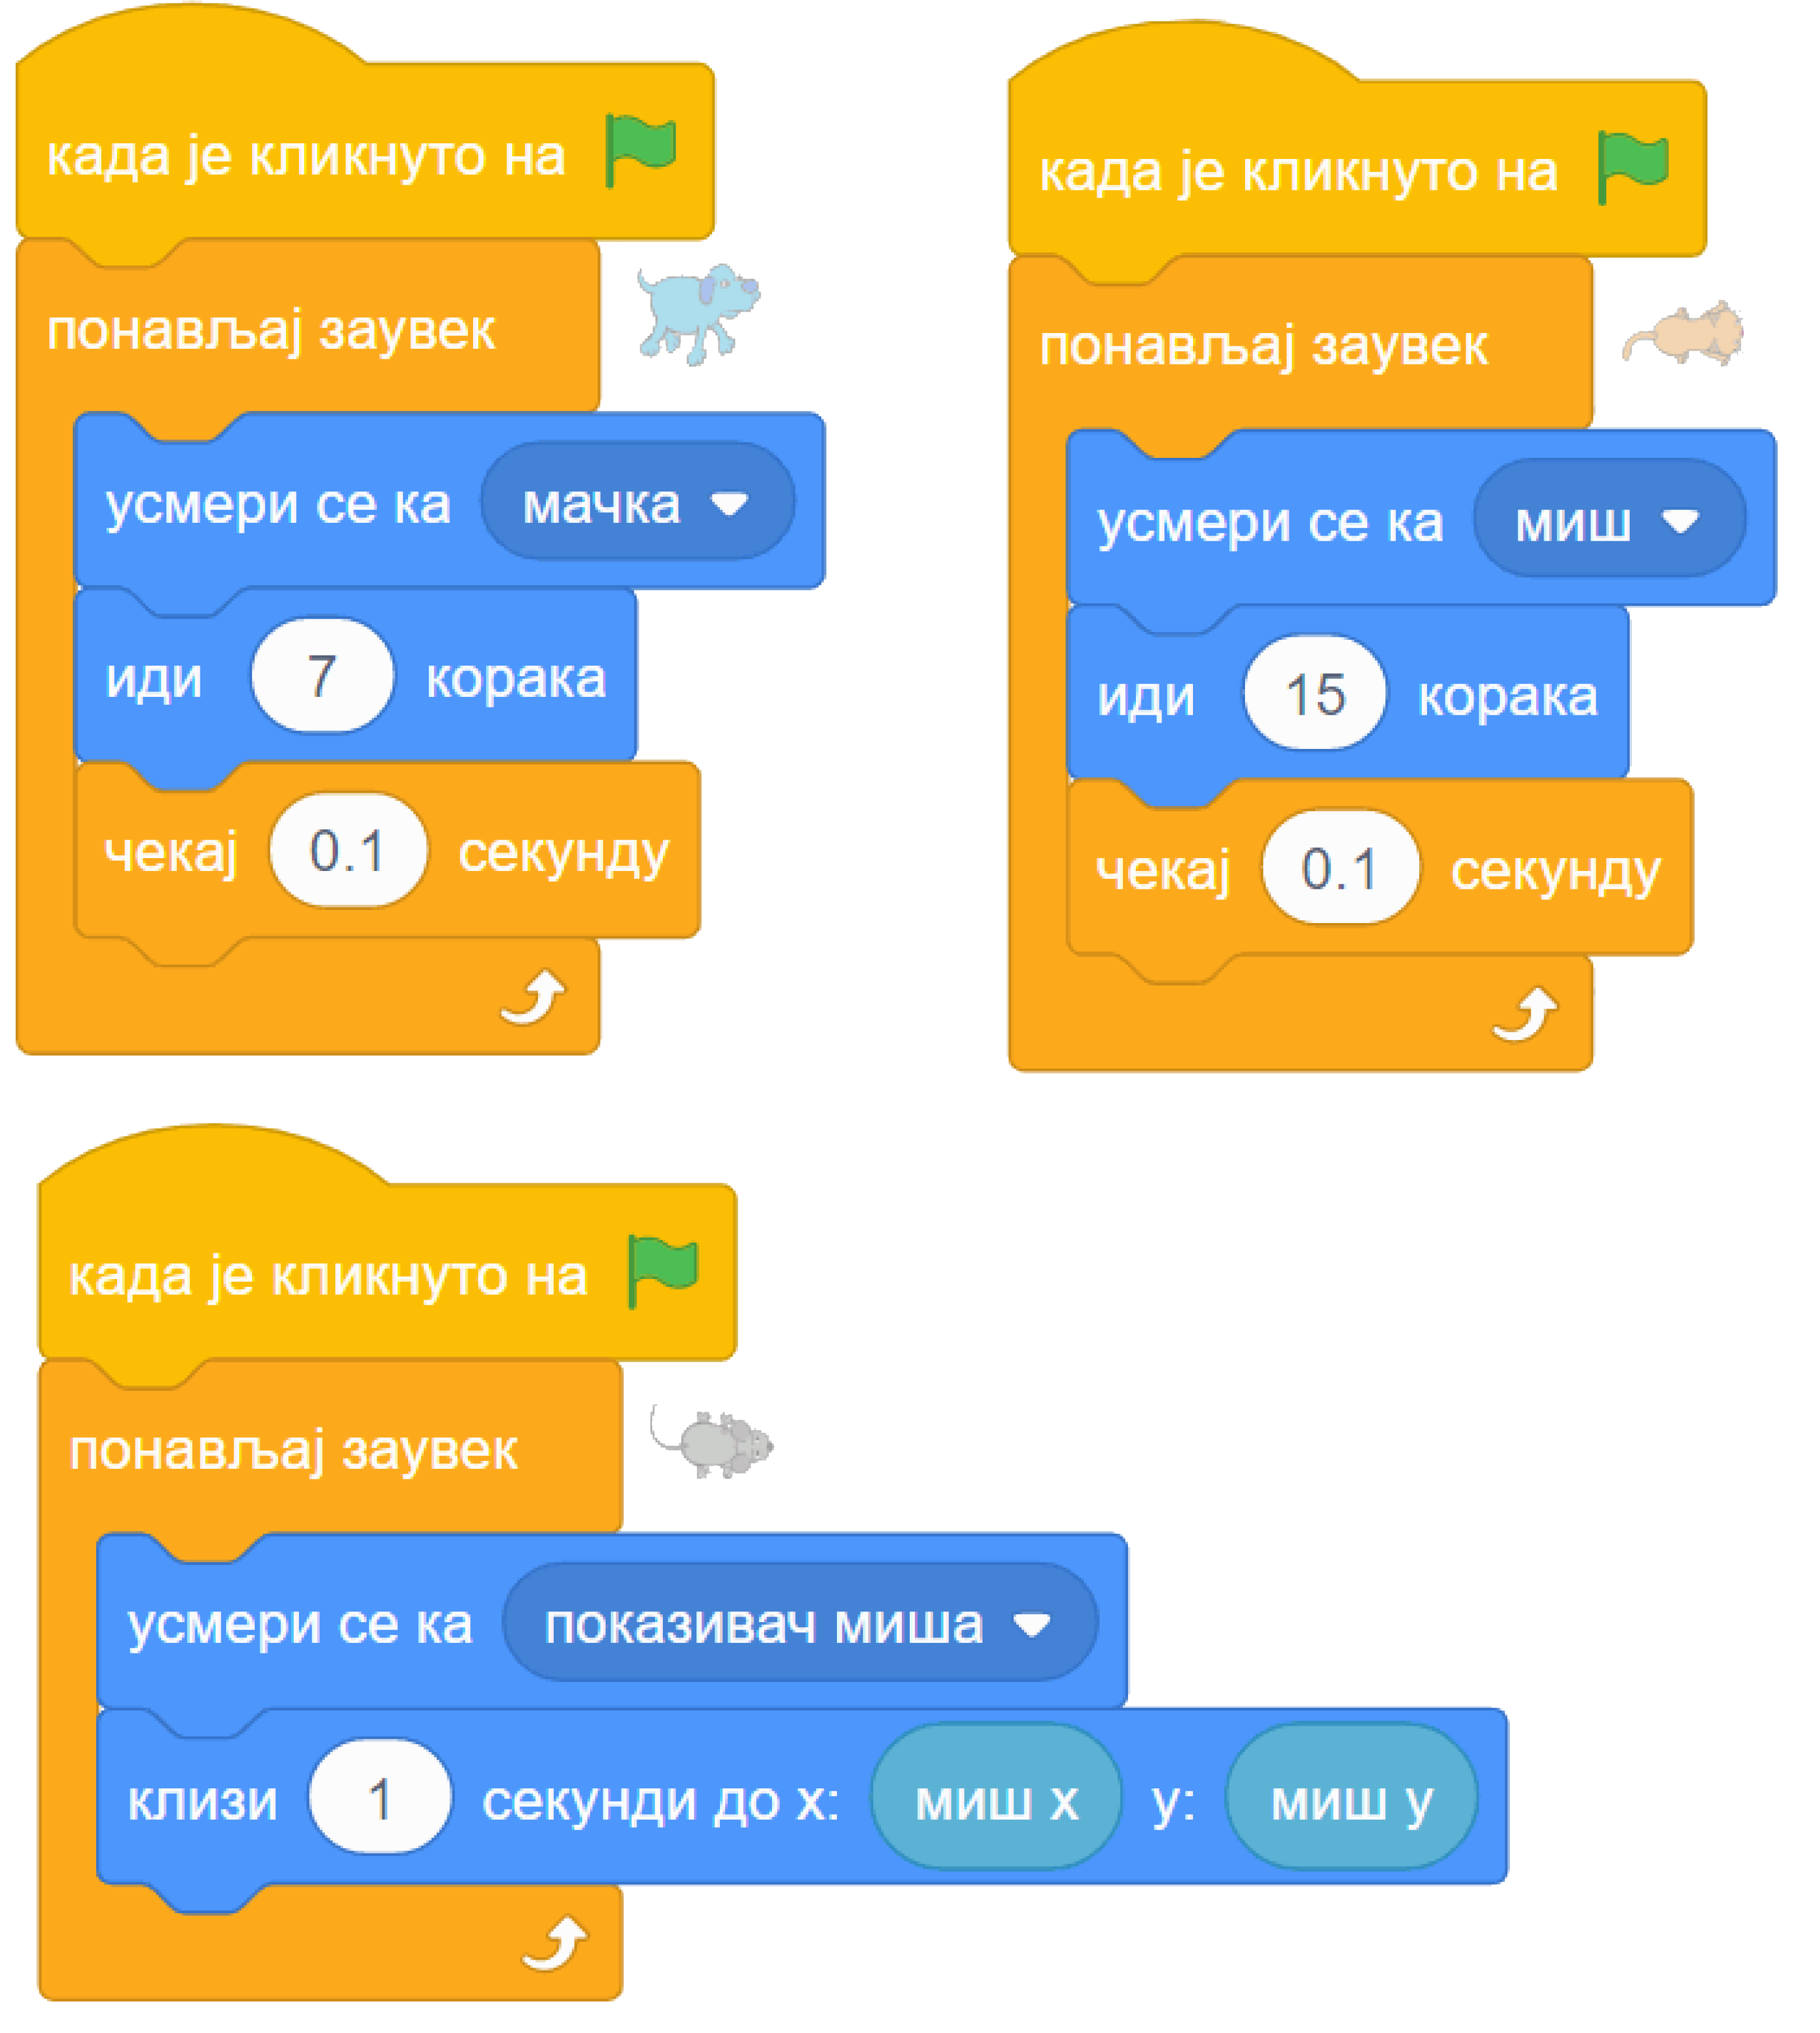 када је кликнуто на
понављај заувек
усмери се ка мачка
иди 7 корака
чекај 0.1 секунду
када је кликнуто на
понављај заувек
усмери се ка миш
иди 15 корака
чекај 0.1 секунду
када је кликнуто на
понављај заувек
усмери се ка показивач миша
клизи 1 секунди до x: миш x y: миш y